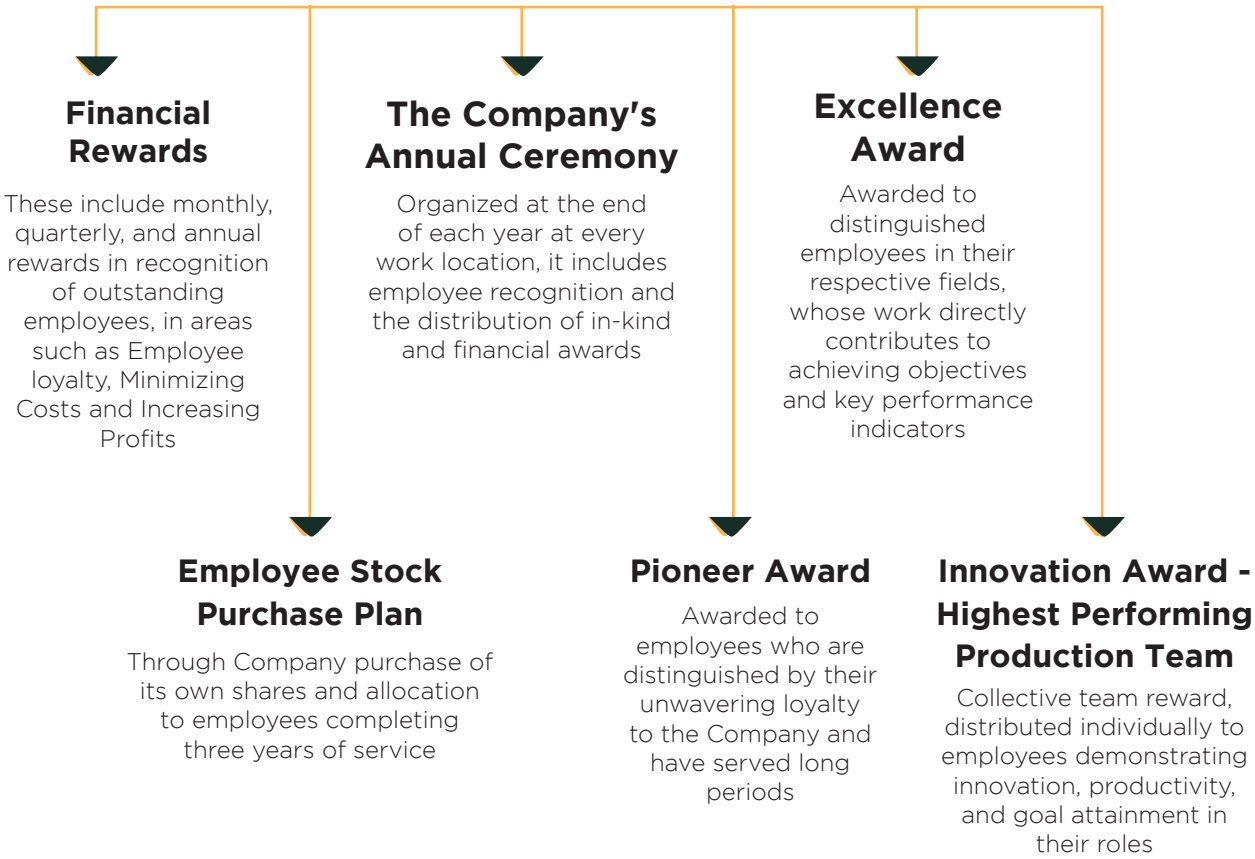 Financial
Rewards
These include monthly,
quarterly, and annual
rewards in recognition
of outstanding
employees, in areas
such as Employee
loyalty, Minimizing
Costs and Increasing
Profits
The Company's
Annual Ceremony
Organized at the end
of each year at every
work location, it includes
employee recognition and
the distribution of in-kind
and financial awards
Excellence
Award
Awarded to
distinguished
employees in their
respective fields,
whose work directly
contributes to
achieving objectives
and key performance
indicators
Employee Stock
Purchase Plan
Through Company purchase of
its own shares and allocation
to employees completing
three years of service
Pioneer Award
Awarded to
employees who are
distinguished by their
unwavering loyalty
to the Company and
have served long
periods
Innovation Award -
Highest Performing
Production Team
Collective team reward,
distributed individually to
employees demonstrating
innovation, productivity,
and goal attainment in
their roles